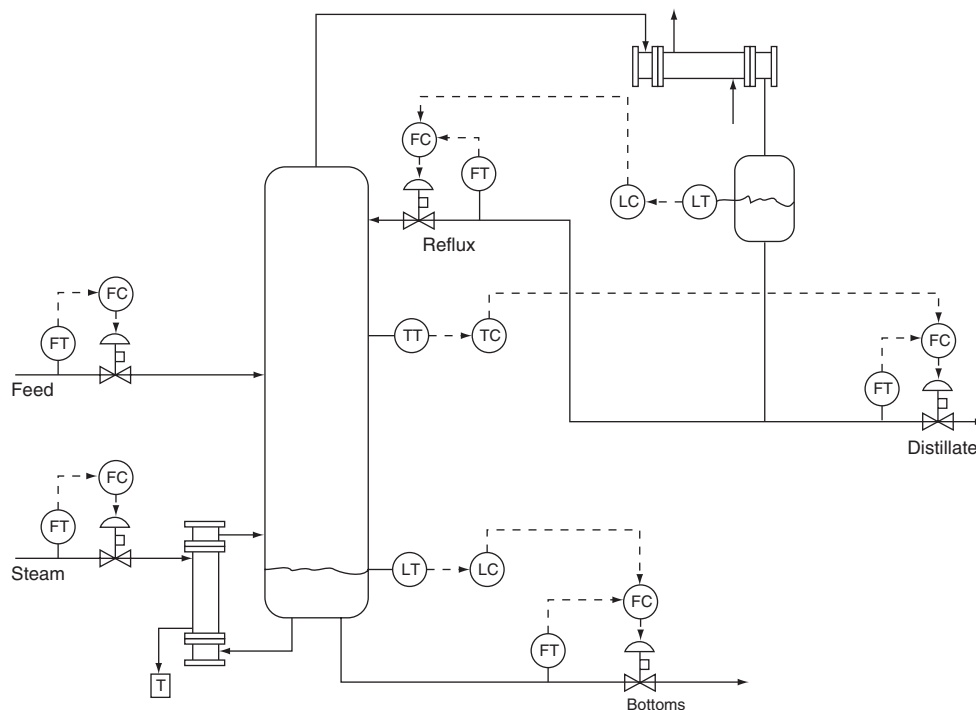 FC
FT
LC
LT
Reflux
FC
TT
TC
FC
FT
FT
Feed
Distillate
FC
FT
LT
LC
Steam
FC
FT
T
Bottoms